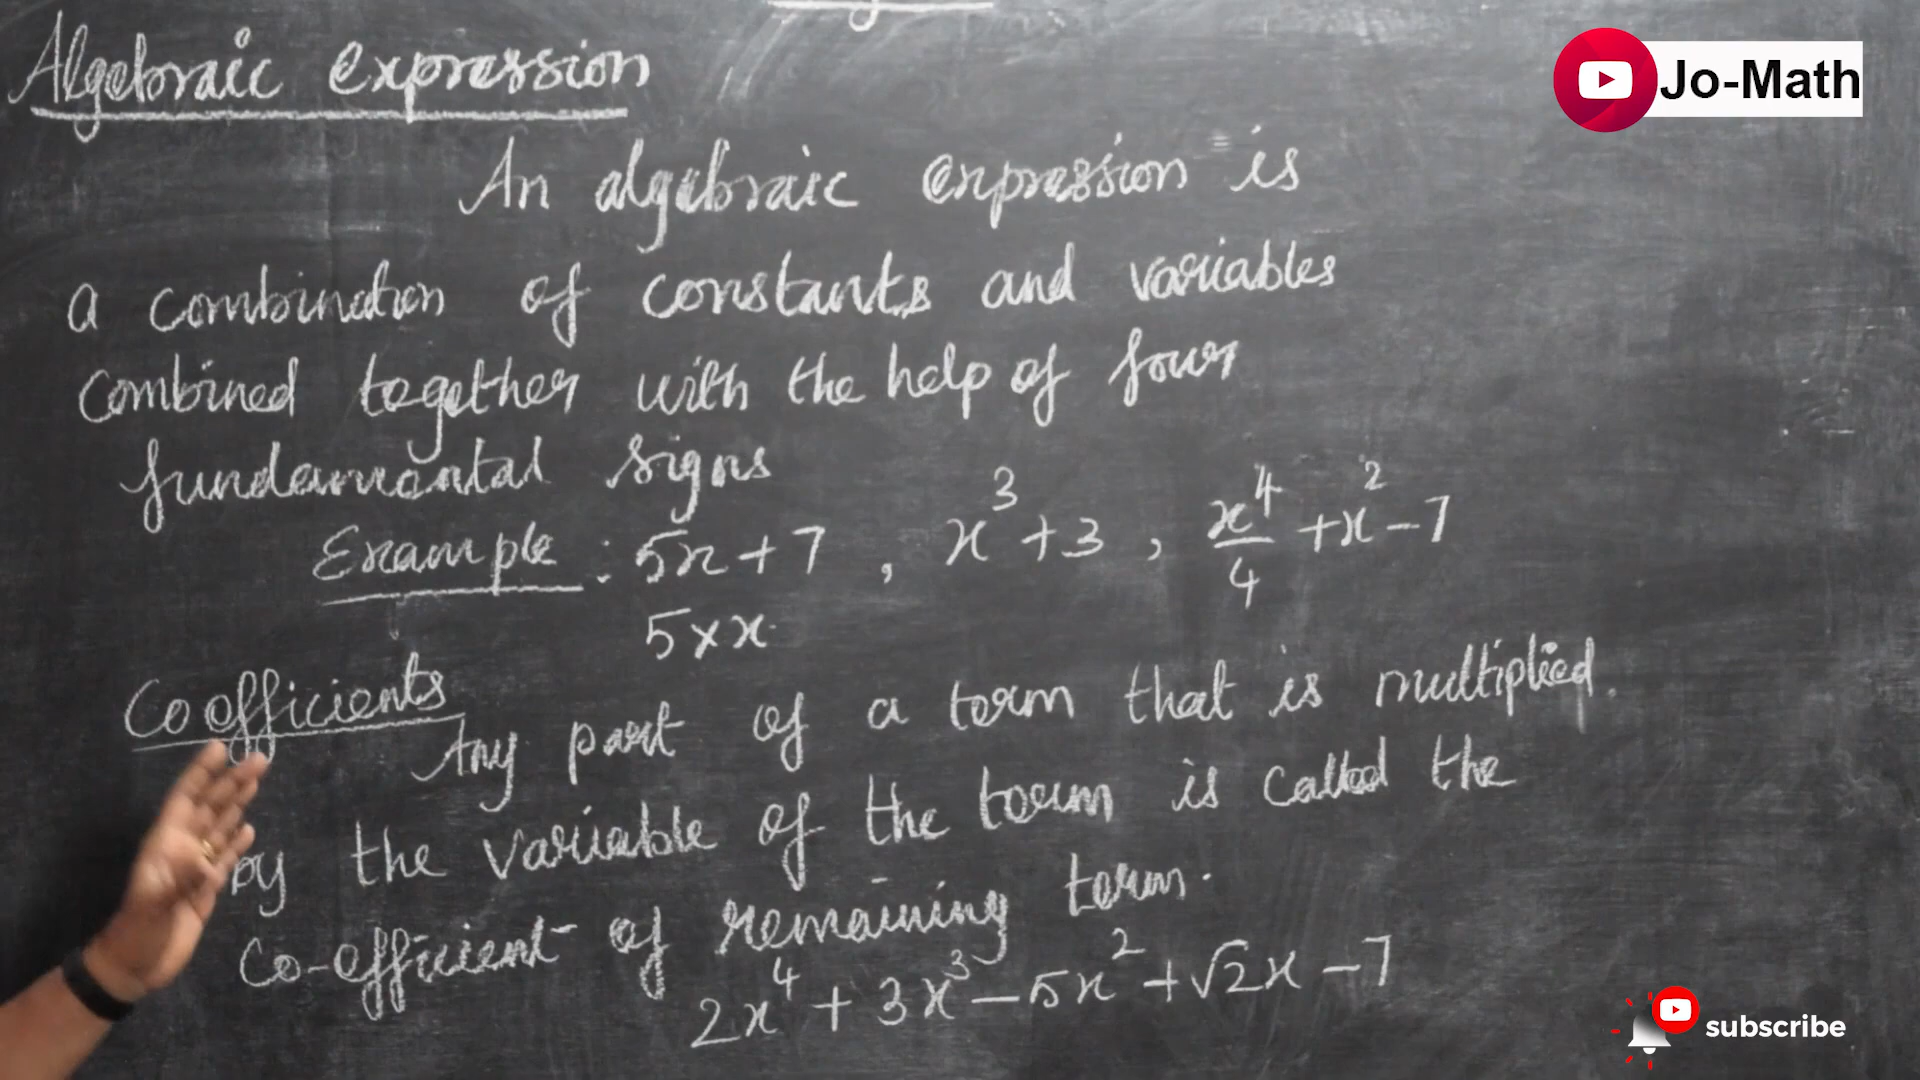 Algebraic expression
Jo-Math
An algebraic expression is
a combination of constants and variables
combined together with the help of four
fundamental signs
Example : 5x + 7 , x³ + 3 , x⁴/4 + x² - 7
5 × x
Coefficients
Any part of a term that is multiplied
by the variable of the term is called the
Co-efficient of remaining term.
2x⁴ + 3x³ - 5x² + √2x - 7
subscribe